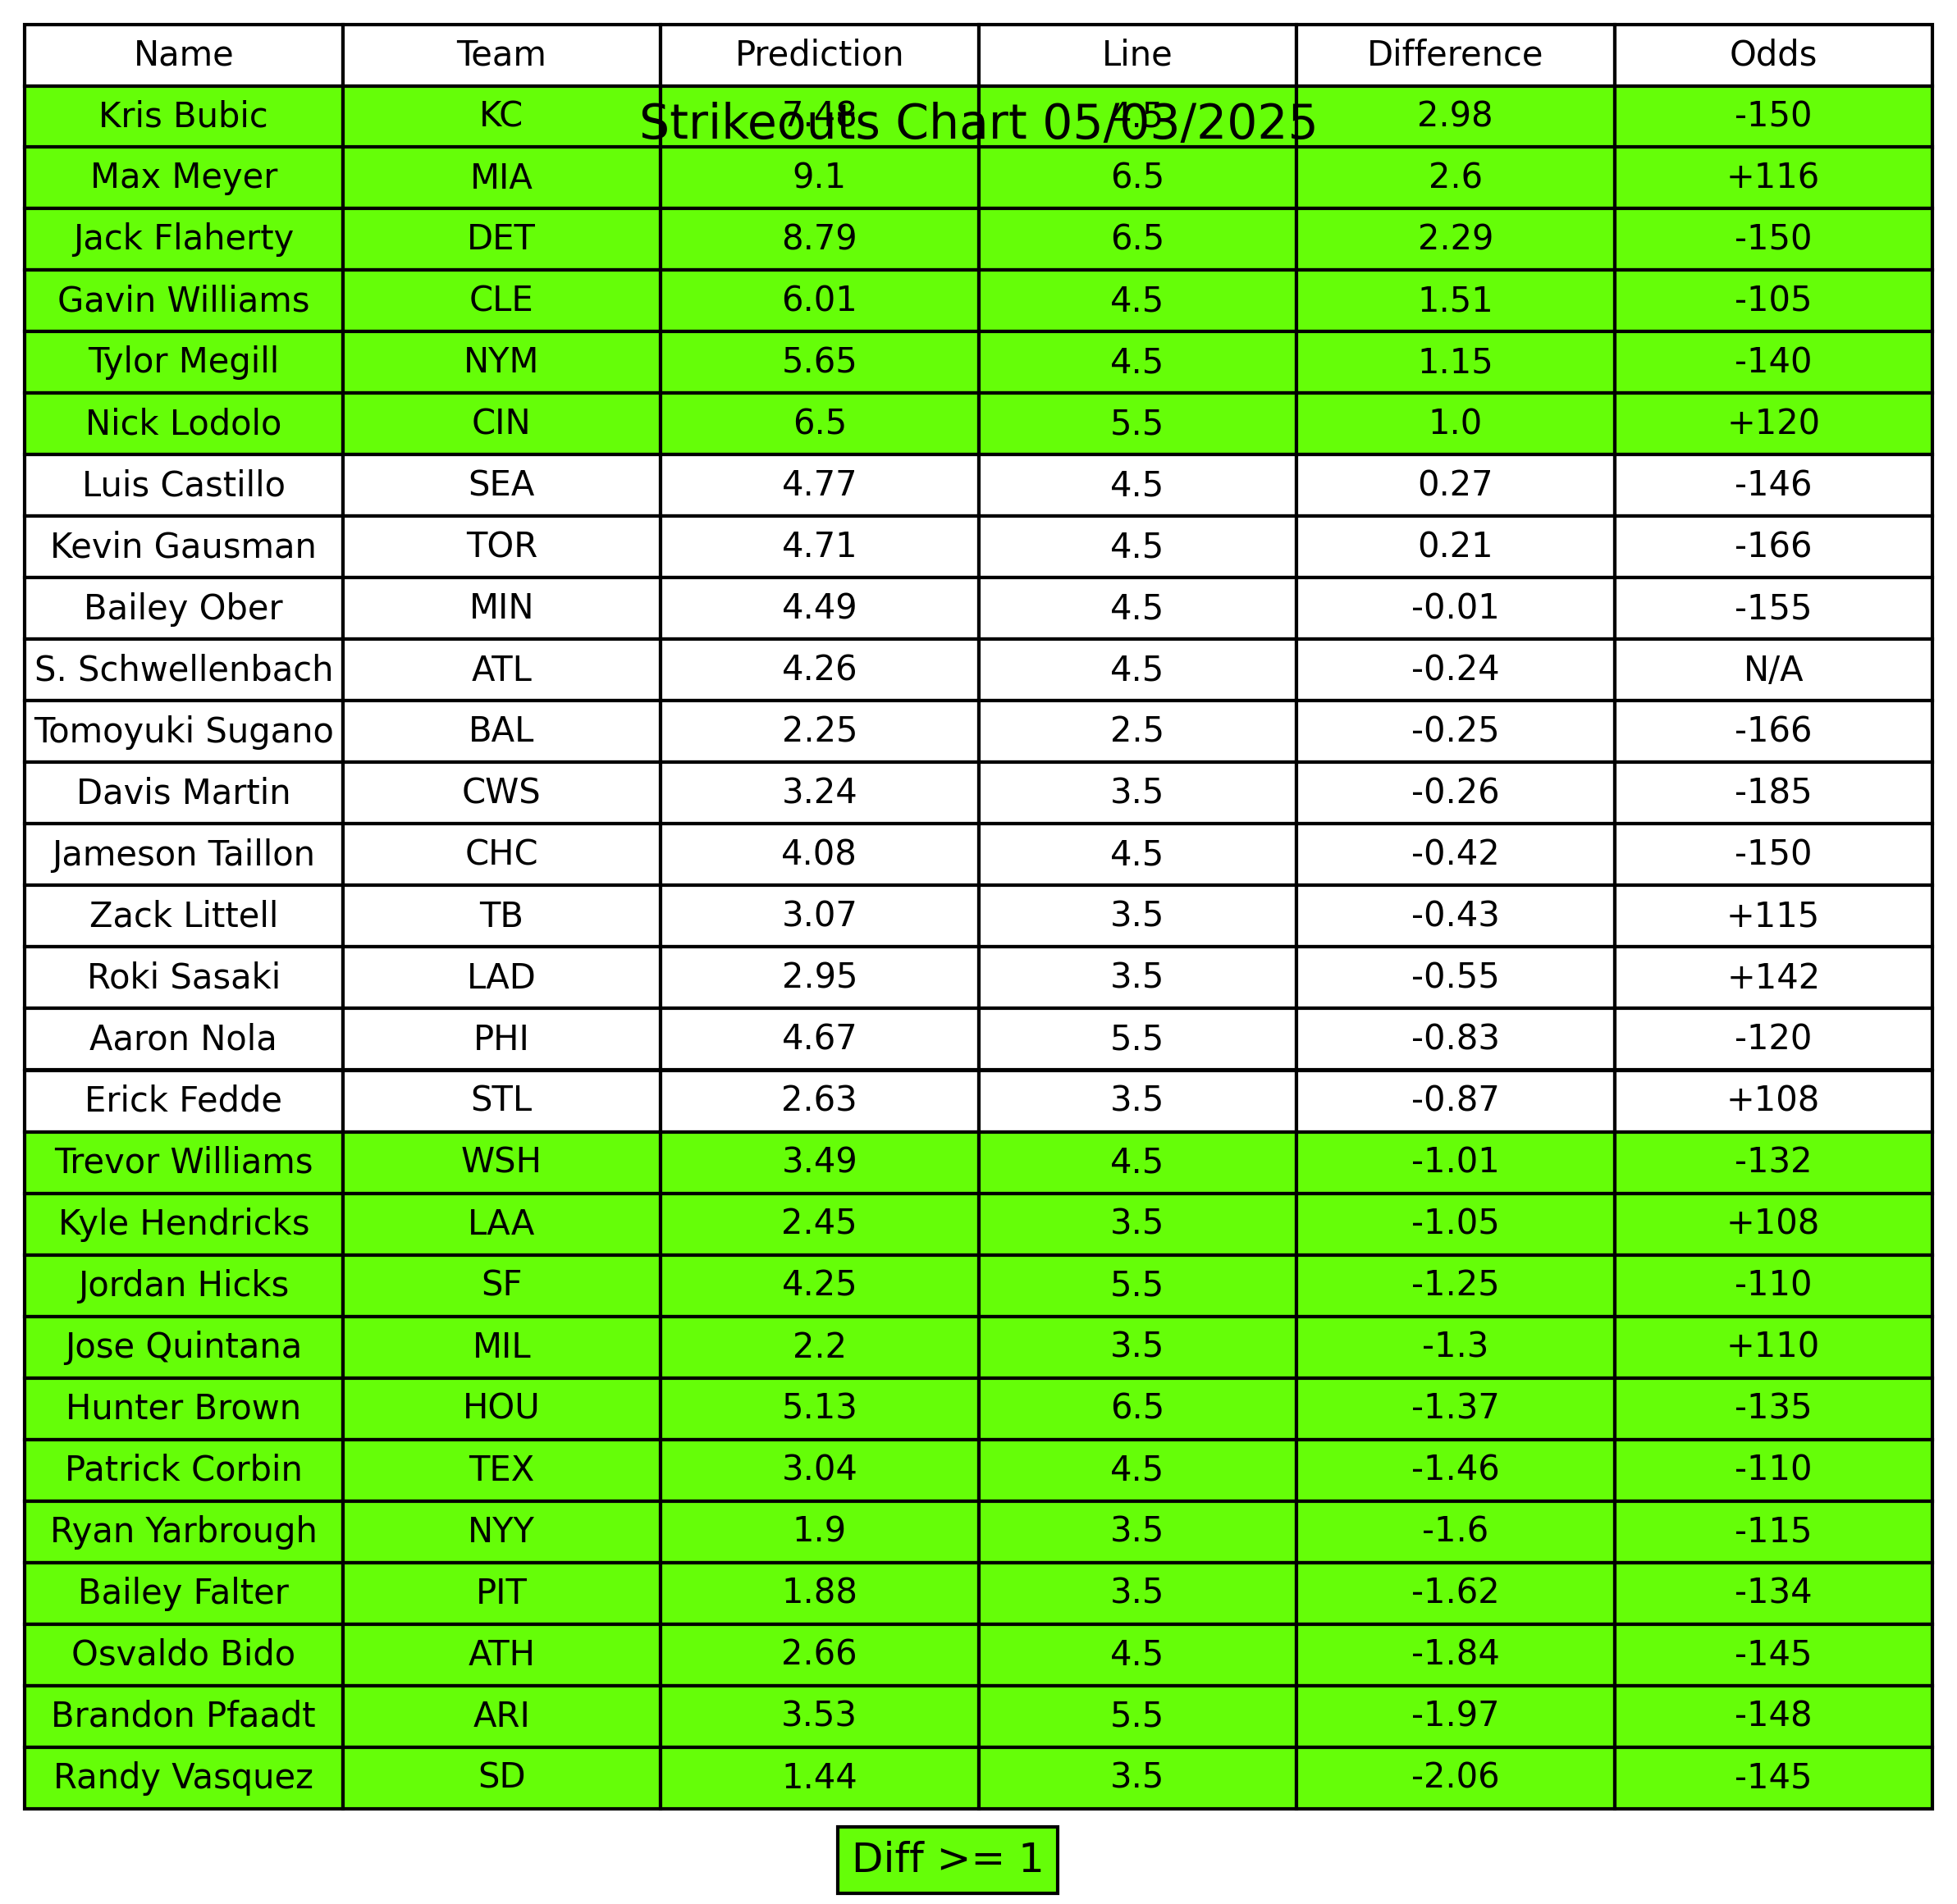 Name Team Prediction Line Difference Odds
Strikeouts Chart 05/03/2025
Kris Bubic KC 7.48 4.5 2.98 -150
Max Meyer MIA 9.1 6.5 2.6 +116
Jack Flaherty DET 8.79 6.5 2.29 -150
Gavin Williams CLE 6.01 4.5 1.51 -105
Tylor Megill NYM 5.65 4.5 1.15 -140
Nick Lodolo CIN 6.5 5.5 1.0 +120
Luis Castillo SEA 4.77 4.5 0.27 -146
Kevin Gausman TOR 4.71 4.5 0.21 -166
Bailey Ober MIN 4.49 4.5 -0.01 -155
S. Schwellenbach ATL 4.26 4.5 -0.24 N/A
Tomoyuki Sugano BAL 2.25 2.5 -0.25 -166
Davis Martin CWS 3.24 3.5 -0.26 -185
Jameson Taillon CHC 4.08 4.5 -0.42 -150
Zack Littell TB 3.07 3.5 -0.43 +115
Roki Sasaki LAD 2.95 3.5 -0.55 +142
Aaron Nola PHI 4.67 5.5 -0.83 -120
Erick Fedde STL 2.63 3.5 -0.87 +108
Trevor Williams WSH 3.49 4.5 -1.01 -132
Kyle Hendricks LAA 2.45 3.5 -1.05 +108
Jordan Hicks SF 4.25 5.5 -1.25 -110
Jose Quintana MIL 2.2 3.5 -1.3 +110
Hunter Brown HOU 5.13 6.5 -1.37 -135
Patrick Corbin TEX 3.04 4.5 -1.46 -110
Ryan Yarbrough NYY 1.9 3.5 -1.6 -115
Bailey Falter PIT 1.88 3.5 -1.62 -134
Osvaldo Bido ATH 2.66 4.5 -1.84 -145
Brandon Pfaadt ARI 3.53 5.5 -1.97 -148
Randy Vasquez SD 1.44 3.5 -2.06 -145
Diff >= 1